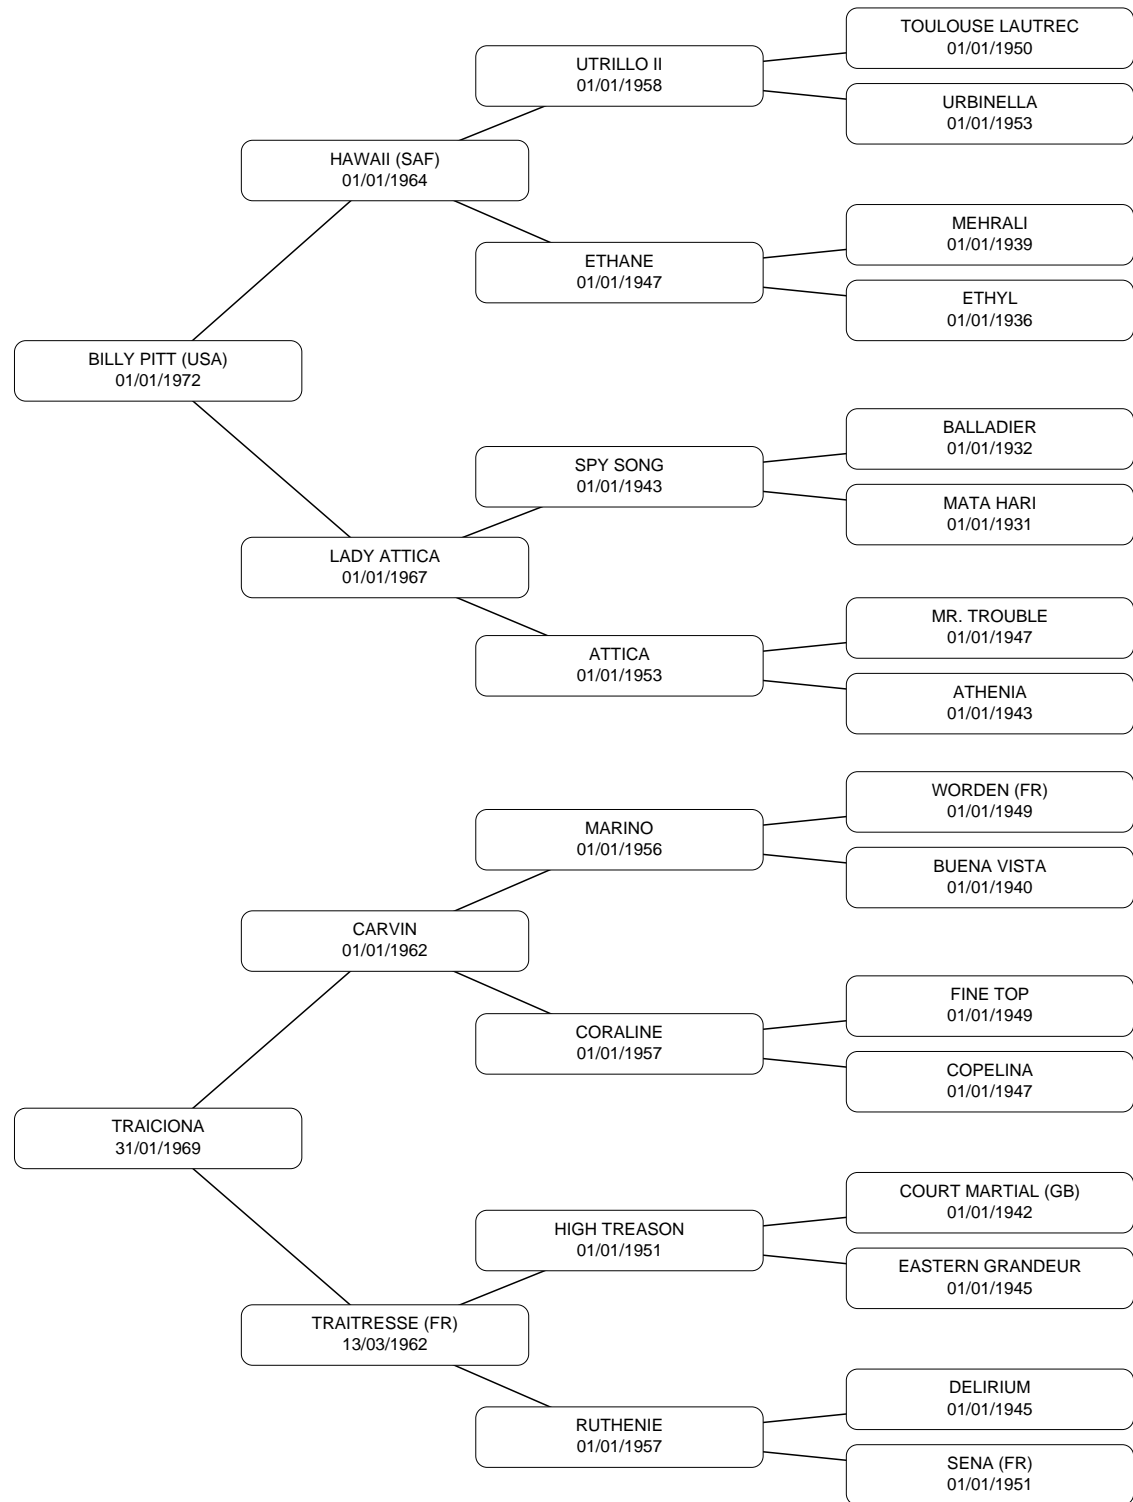 TOULOUSE LAUTREC
01/01/1950
UTRILLO II
01/01/1958
URBINELLA
01/01/1953
HAWAII (SAF)
01/01/1964
MEHRALI
01/01/1939
ETHANE
01/01/1947
ETHYL
01/01/1936
BILLY PITT (USA)
01/01/1972
BALLADIER
01/01/1932
SPY SONG
01/01/1943
MATA HARI
01/01/1931
LADY ATTICA
01/01/1967
MR. TROUBLE
01/01/1947
ATTICA
01/01/1953
ATHENIA
01/01/1943
WORDEN (FR)
01/01/1949
MARINO
01/01/1956
BUENA VISTA
01/01/1940
CARVIN
01/01/1962
FINE TOP
01/01/1949
CORALINE
01/01/1957
COPELINA
01/01/1947
TRAICIONA
31/01/1969
COURT MARTIAL (GB)
01/01/1942
HIGH TREASON
01/01/1951
EASTERN GRANDEUR
01/01/1945
TRAITRESSE (FR)
13/03/1962
DELIRIUM
01/01/1945
RUTHENIE
01/01/1957
SENA (FR)
01/01/1951